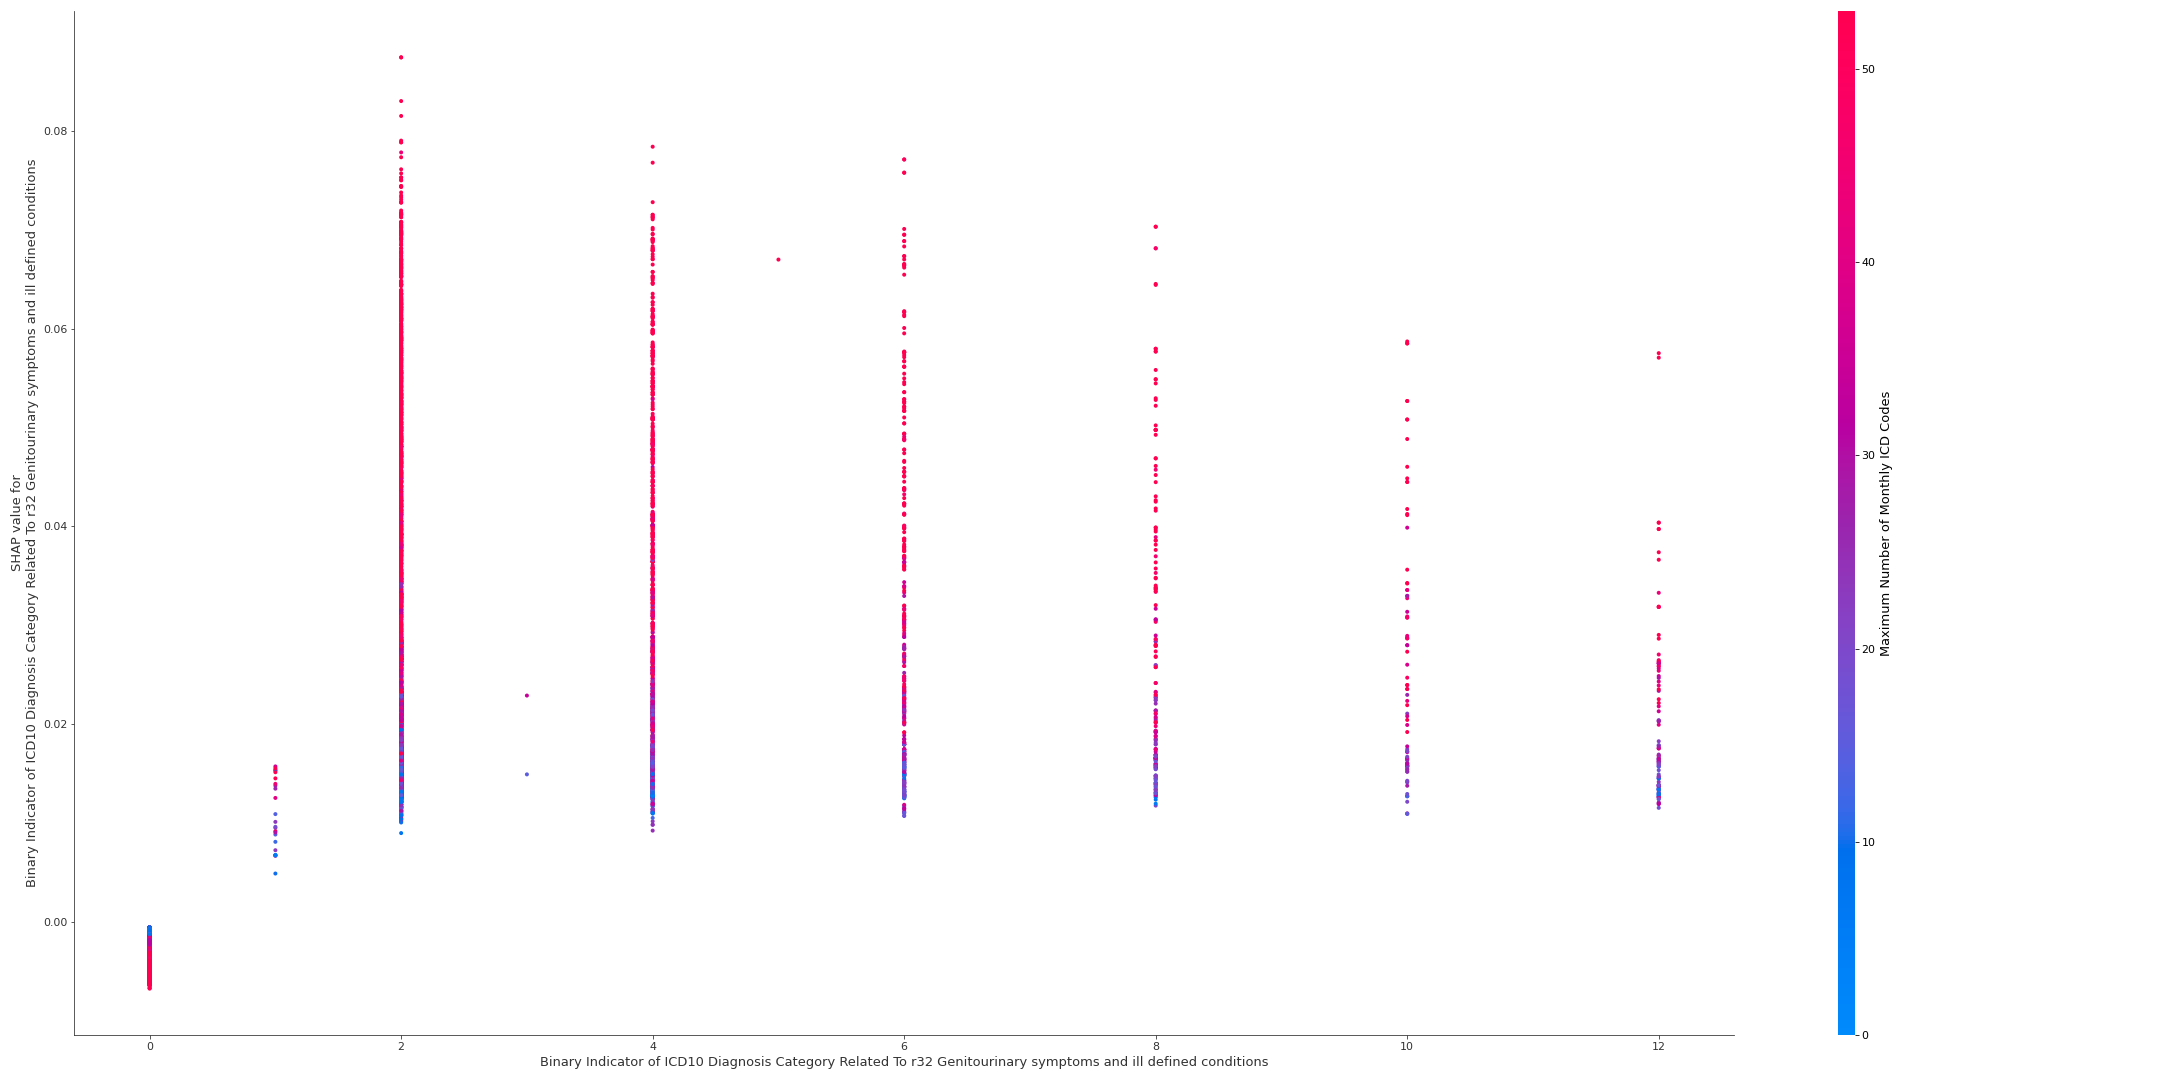 SHAP value for
Binary Indicator of ICD10 Diagnosis Category Related To r32 Genitourinary symptoms and ill defined conditions
0.08
0.06
0.04
0.02
0.00
0 2 4 6 8 10 12
Binary Indicator of ICD10 Diagnosis Category Related To r32 Genitourinary symptoms and ill defined conditions
50
40
30
20
10
0
Maximum Number of Monthly ICD Codes